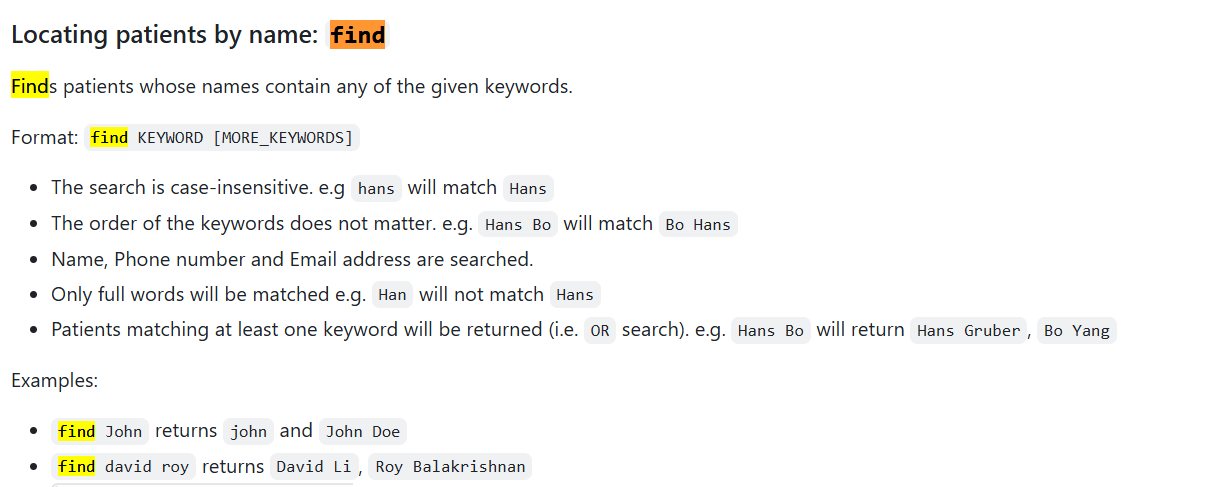 Locating patients by name: find
Finds patients whose names contain any of the given keywords.
Format: find KEYWORD [MORE_KEYWORDS]
The search is case-insensitive. e.g hans will match Hans
The order of the keywords does not matter. e.g. Hans Bo will match Bo Hans
Name, Phone number and Email address are searched.
Only full words will be matched e.g. Han will not match Hans
Patients matching at least one keyword will be returned (i.e. OR search). e.g. Hans Bo will return Hans Gruber, Bo Yang
Examples:
find John returns john and John Doe
find david roy returns David Li, Roy Balakrishnan